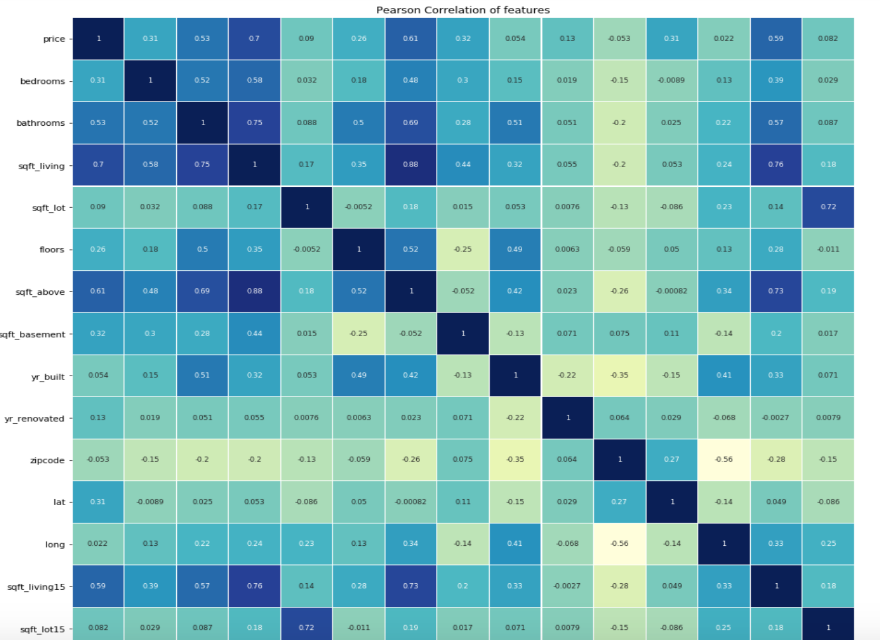 Pearson Correlation of features
price 1 0.31 0.53 0.7 0.09 0.26 0.61 0.32 0.054 0.13 -0.053 0.31 0.022 0.59 0.082
bedrooms 0.31 1 0.52 0.58 0.032 0.18 0.48 0.3 0.15 0.019 -0.15 -0.0089 0.13 0.39 0.029
bathrooms 0.53 0.52 1 0.75 0.088 0.5 0.69 0.28 0.51 0.051 -0.2 0.025 0.22 0.57 0.087
sqft_living 0.7 0.58 0.75 1 0.17 0.35 0.88 0.44 0.32 0.055 -0.2 0.053 0.24 0.76 0.18
sqft_lot 0.09 0.032 0.088 0.17 1 -0.0052 0.18 0.015 0.053 0.0076 -0.13 -0.086 0.23 0.14 0.72
floors 0.26 0.18 0.5 0.35 -0.0052 1 0.52 -0.25 0.49 0.0063 -0.059 0.05 0.13 0.28 -0.011
sqft_above 0.61 0.48 0.69 0.88 0.18 0.52 1 -0.052 0.42 0.023 -0.26 -0.00082 0.34 0.73 0.19
sqft_basement 0.32 0.3 0.28 0.44 0.015 -0.25 -0.052 1 -0.13 0.071 0.075 0.11 -0.14 0.2 0.017
yr_built 0.054 0.15 0.51 0.32 0.053 0.49 0.42 -0.13 1 -0.22 -0.35 -0.15 0.41 0.33 0.071
yr_renovated 0.13 0.019 0.051 0.055 0.0076 0.0063 0.023 0.071 -0.22 1 0.064 0.029 -0.068 -0.0027 0.0079
zipcode -0.053 -0.15 -0.2 -0.2 -0.13 -0.059 -0.26 0.075 -0.35 0.064 1 0.27 -0.56 -0.28 -0.15
lat 0.31 -0.0089 0.025 0.053 -0.086 0.05 -0.00082 0.11 -0.15 0.029 0.27 1 -0.14 0.049 -0.086
long 0.022 0.13 0.22 0.24 0.23 0.13 0.34 -0.14 0.41 -0.068 -0.56 -0.14 1 0.33 0.25
sqft_living15 0.59 0.39 0.57 0.76 0.14 0.28 0.73 0.2 0.33 -0.0027 -0.28 0.049 0.33 1 0.18
sqft_lot15 0.082 0.029 0.087 0.18 0.72 -0.011 0.19 0.017 0.071 0.0079 -0.15 -0.086 0.25 0.18 1